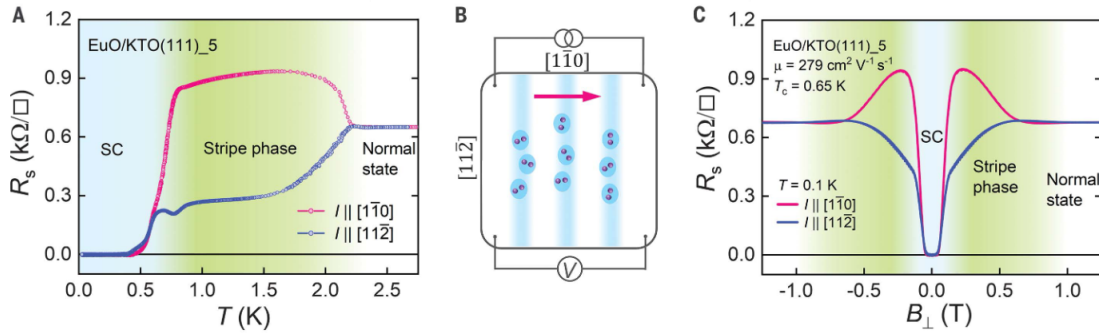 A
EuO/KTO(111)_5
SC
Stripe phase
Normal
state
I || [11̅0]
I || [112̅]
Rₛ (kΩ/□)
1.2
0.9
0.6
0.3
0.0
0.0 0.5 1.0 1.5 2.0 2.5
T (K)
B
[11̅0]
[112̅]
V
C
EuO/KTO(111)_5
μ = 279 cm² V⁻¹ s⁻¹
T_c = 0.65 K
SC
Stripe
phase
Normal
state
T = 0.1 K
I || [11̅0]
I || [112̅]
Rₛ (kΩ/□)
1.2
0.9
0.6
0.3
0.0
-1.0 -0.5 0.0 0.5 1.0
B⊥ (T)